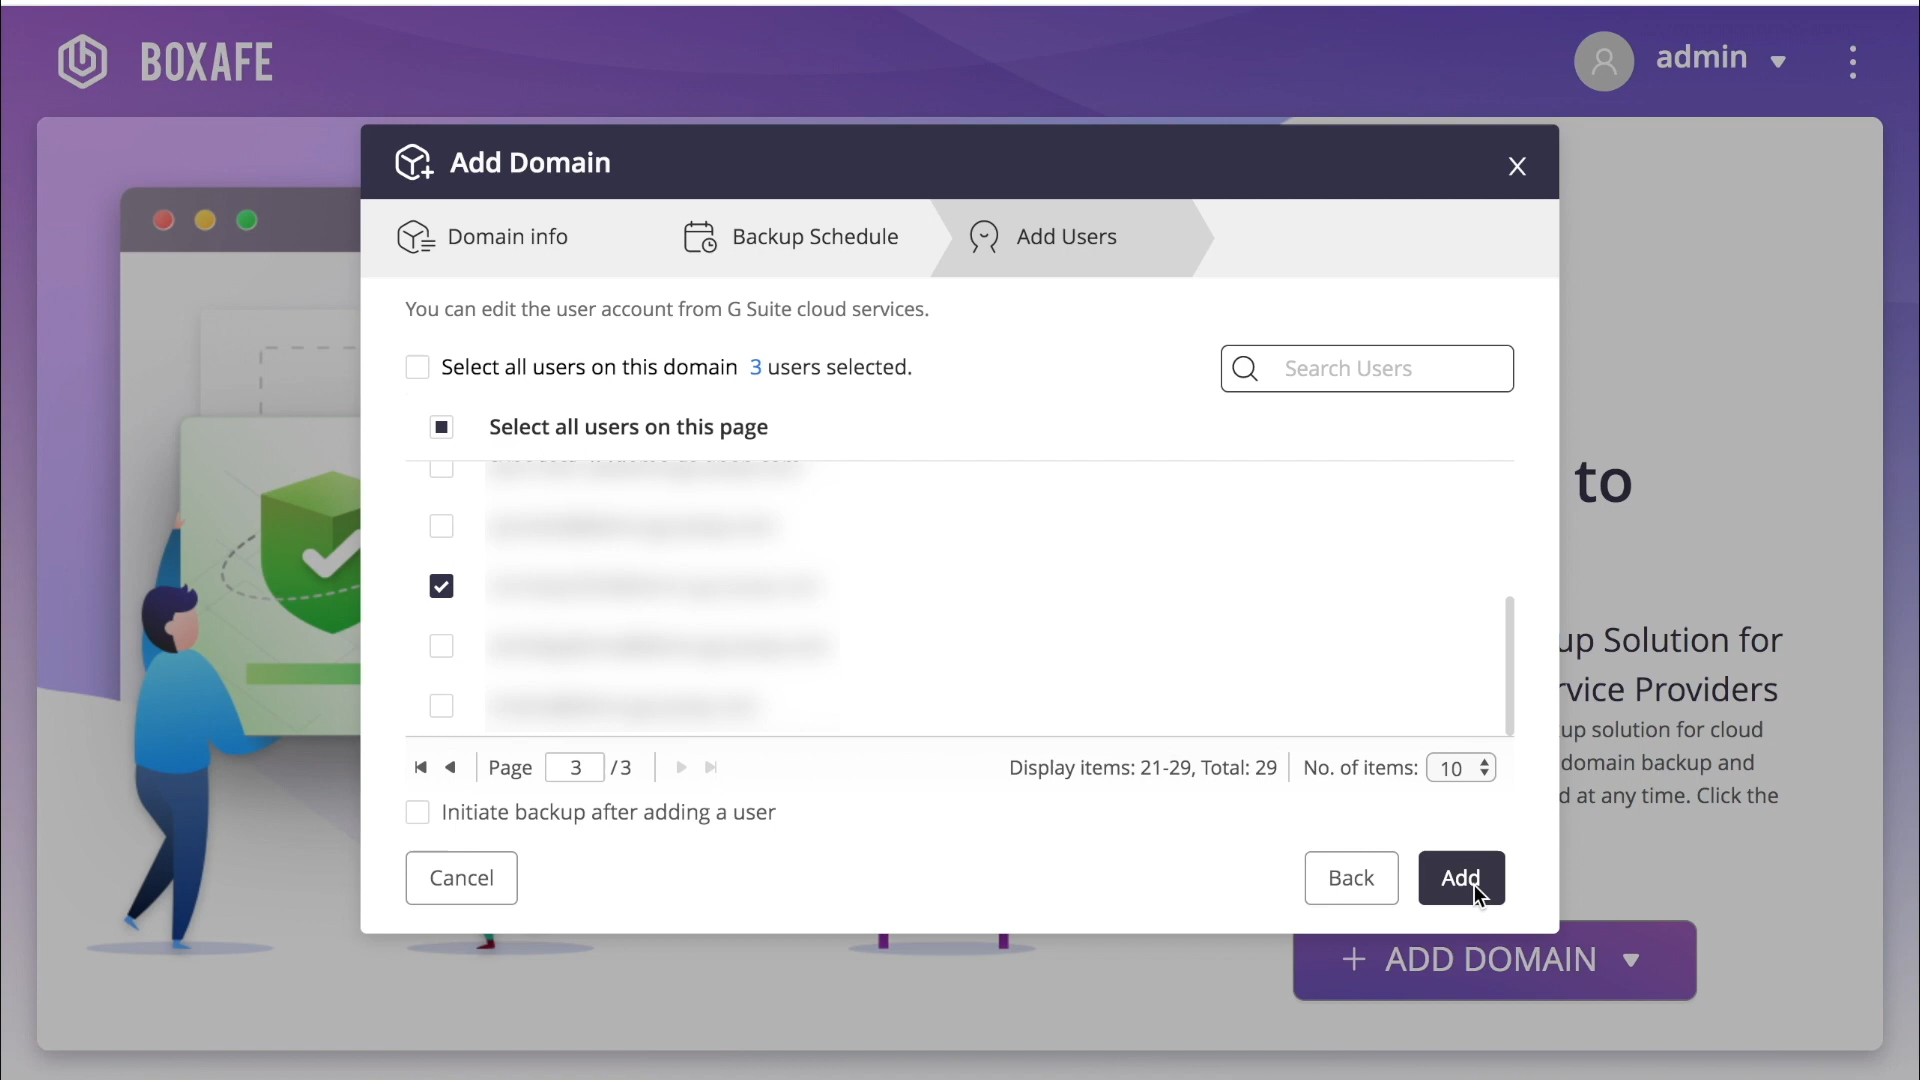 BOXAFE
admin
Add Domain
X
Domain info
Backup Schedule
Add Users
You can edit the user account from G Suite cloud services.
Select all users on this domain 3 users selected.
Search Users
Select all users on this page
to
up Solution for
rvice Providers
up solution for cloud
domain backup and
d at any time. Click the
Page 3 /3
Display items: 21-29, Total: 29
No. of items: 10
Initiate backup after adding a user
Cancel
Back
Add
+ ADD DOMAIN